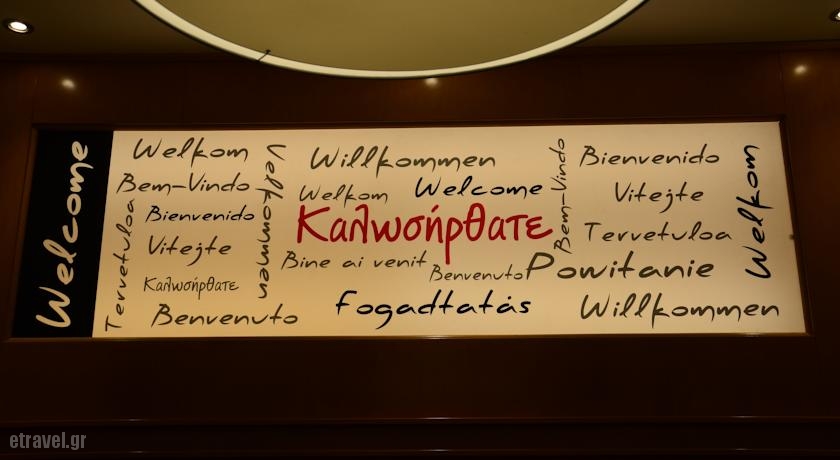 Welcome
Welkom
Bem-Vindo
Bienvenido
Tervetuloa
Vitejte
Καλωσήρθατε
Benvenuto
Velkommen
Willkommen
Welkom
Welcome
Καλωσήρθατε
Bine ai venit
Benvenuto
Fogadtatás
Bem-Vindo
Bienvenido
Vitejte
Tervetuloa
Powitanie
Willkommen
Welkom
etravel.gr